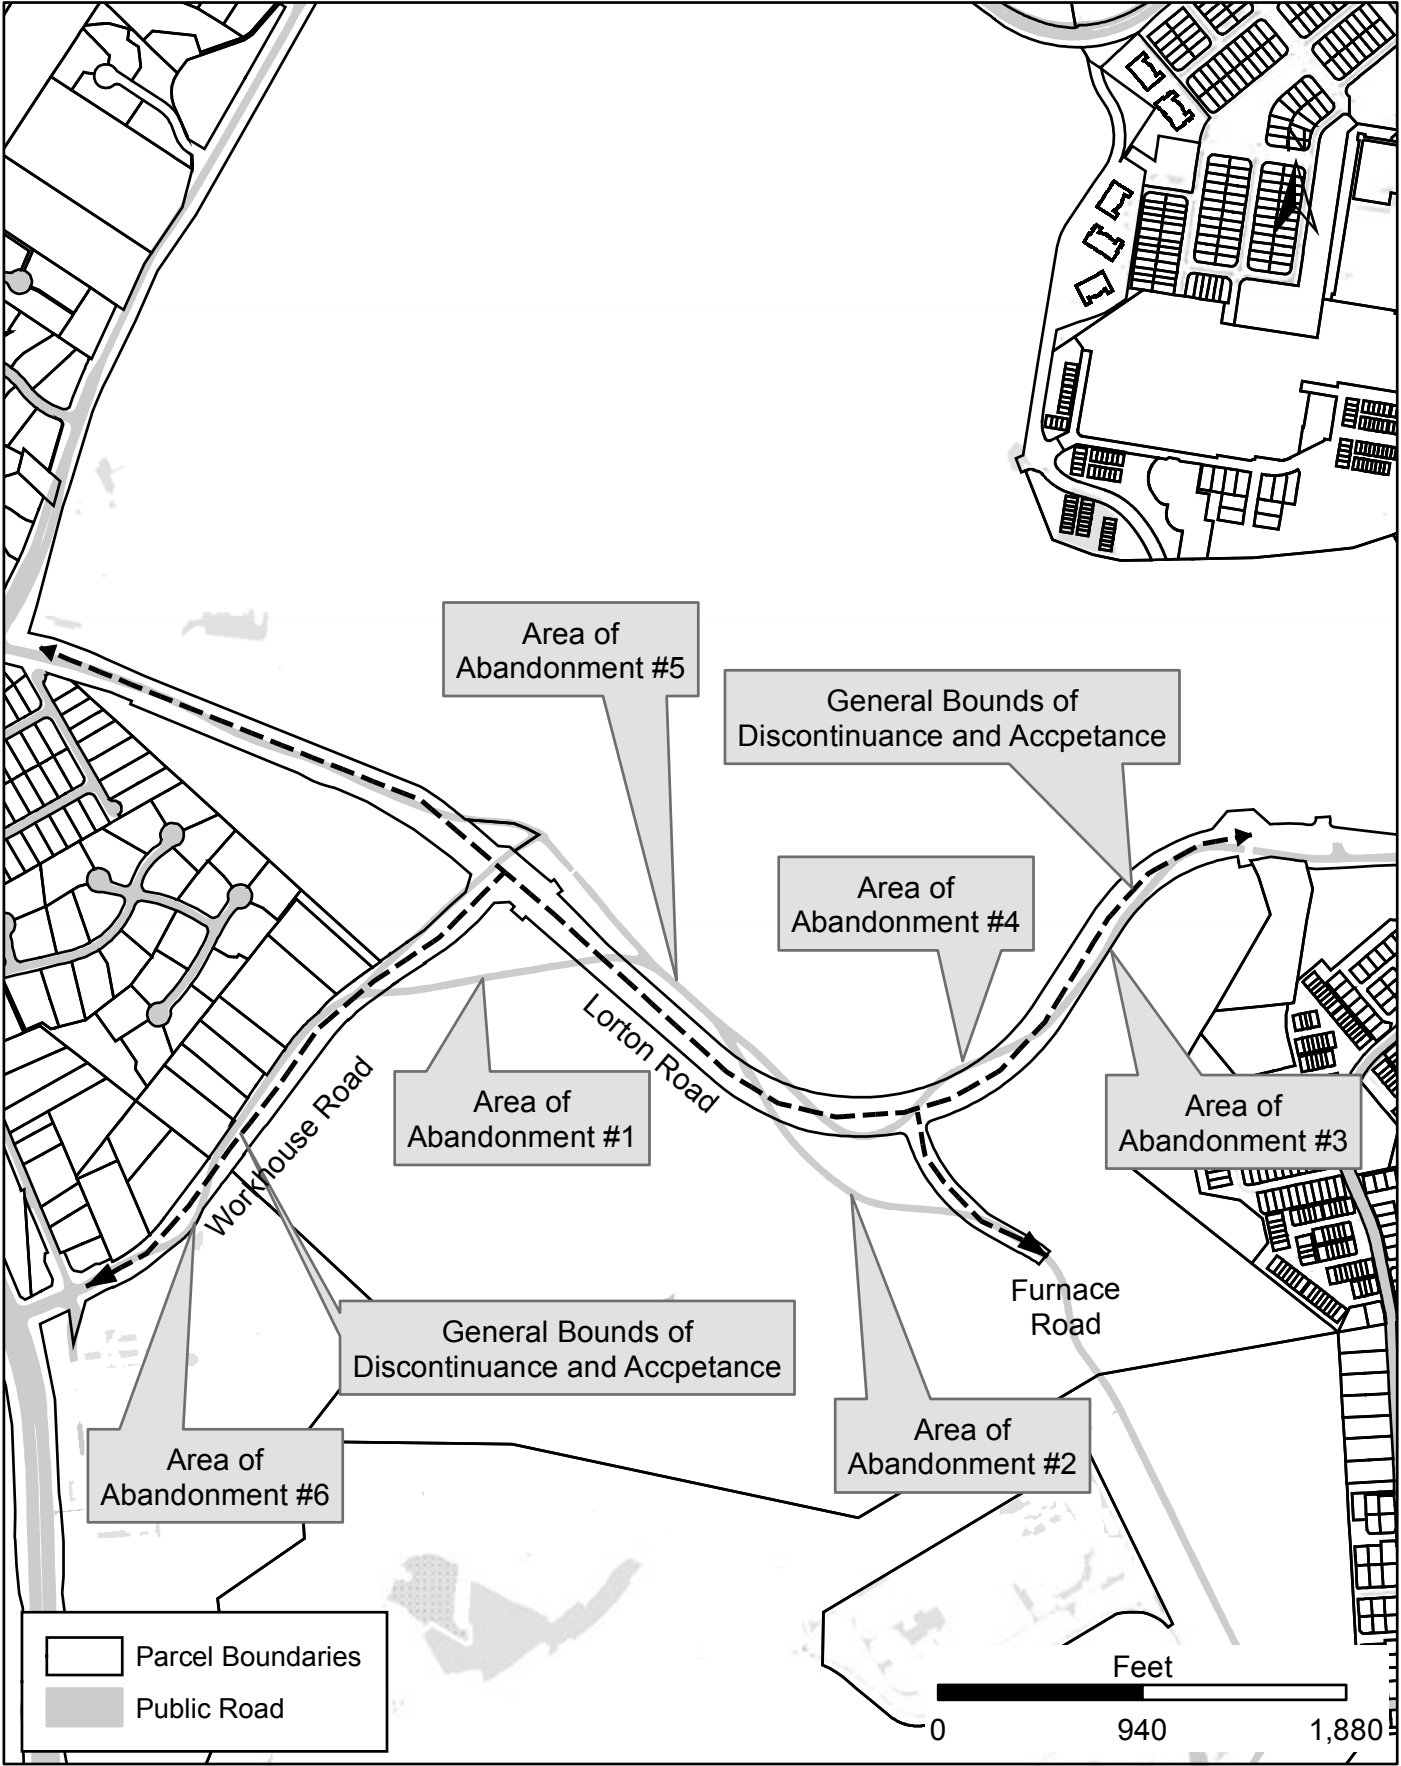 Area of
Abandonment #5
General Bounds of
Discontinuance and Accpetance
Area of
Abandonment #4
Lorton Road
Area of
Abandonment #1
Area of
Abandonment #3
Workhouse Road
Furnace
Road
General Bounds of
Discontinuance and Accpetance
Area of
Abandonment #2
Area of
Abandonment #6
Parcel Boundaries
Public Road
Feet
0 940 1,880